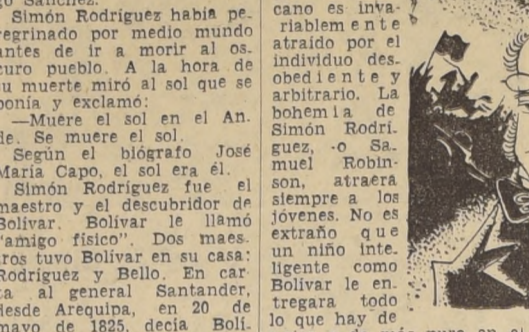 go Sánchez.
Simón Rodríguez había pe-
regrinado por medio mundo
antes de ir a morir al os-
curo pueblo. A la hora de
su muerte miró al sol que se
ponía y exclamó:
—Muere el sol en el An-
de. Se muere el sol.
Según el biógrafo José
María Capo, el sol era él.
Simón Rodríguez fue el
maestro y el descubridor de
Bolívar. Bolívar le llamó
"amigo físico". Dos maes-
tros tuvo Bolívar en su casa:
Rodríguez y Bello. En car-
ta al general Santander,
desde Arequipa, en 20 de
mayo de 1825, decía Bolí-
cano es inva-
riablemente
atraído por el
individuo des-
obediente y
arbitrario. La
bohemia de
Simón Rodrí-
guez, o Sa-
muel Robin-
son, atraerá
siempre a los
jóvenes. No es
extraño que
un niño inte-
ligente como
Bolívar le en-
tregara todo
lo que hay de